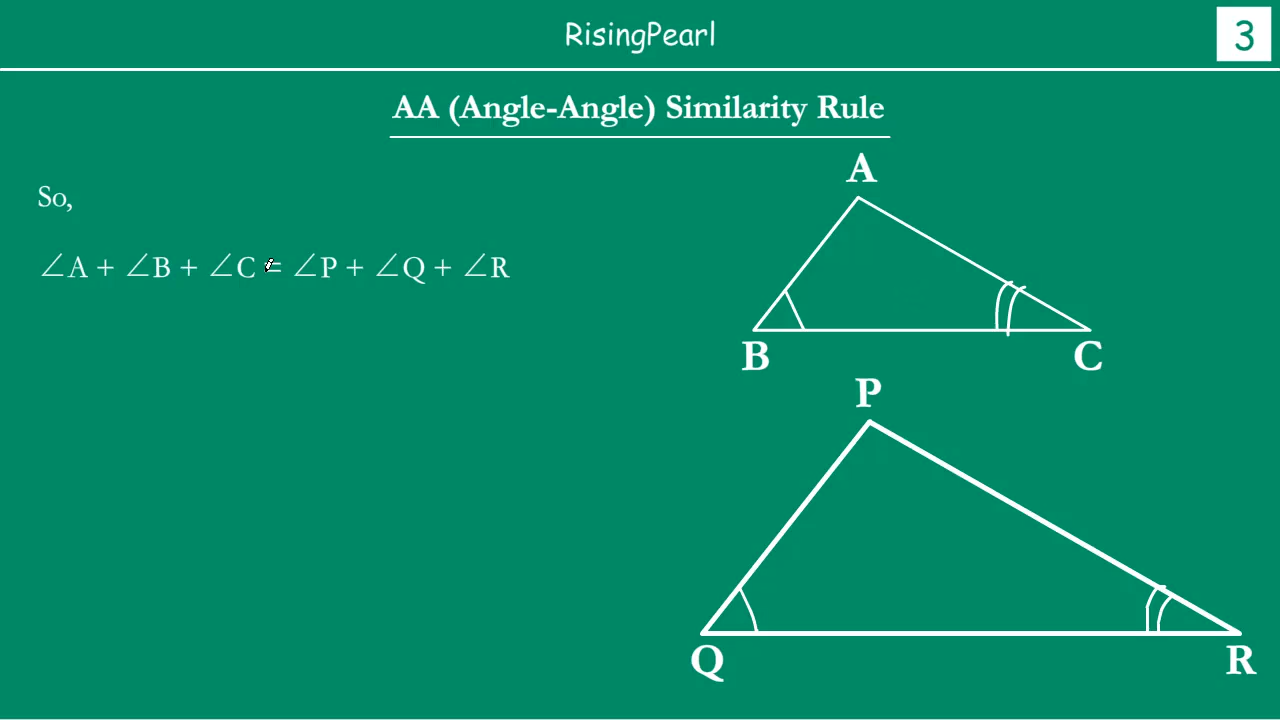 RisingPearl
3
AA (Angle-Angle) Similarity Rule
So,
∠A + ∠B + ∠C = ∠P + ∠Q + ∠R
A
B
C
P
Q
R